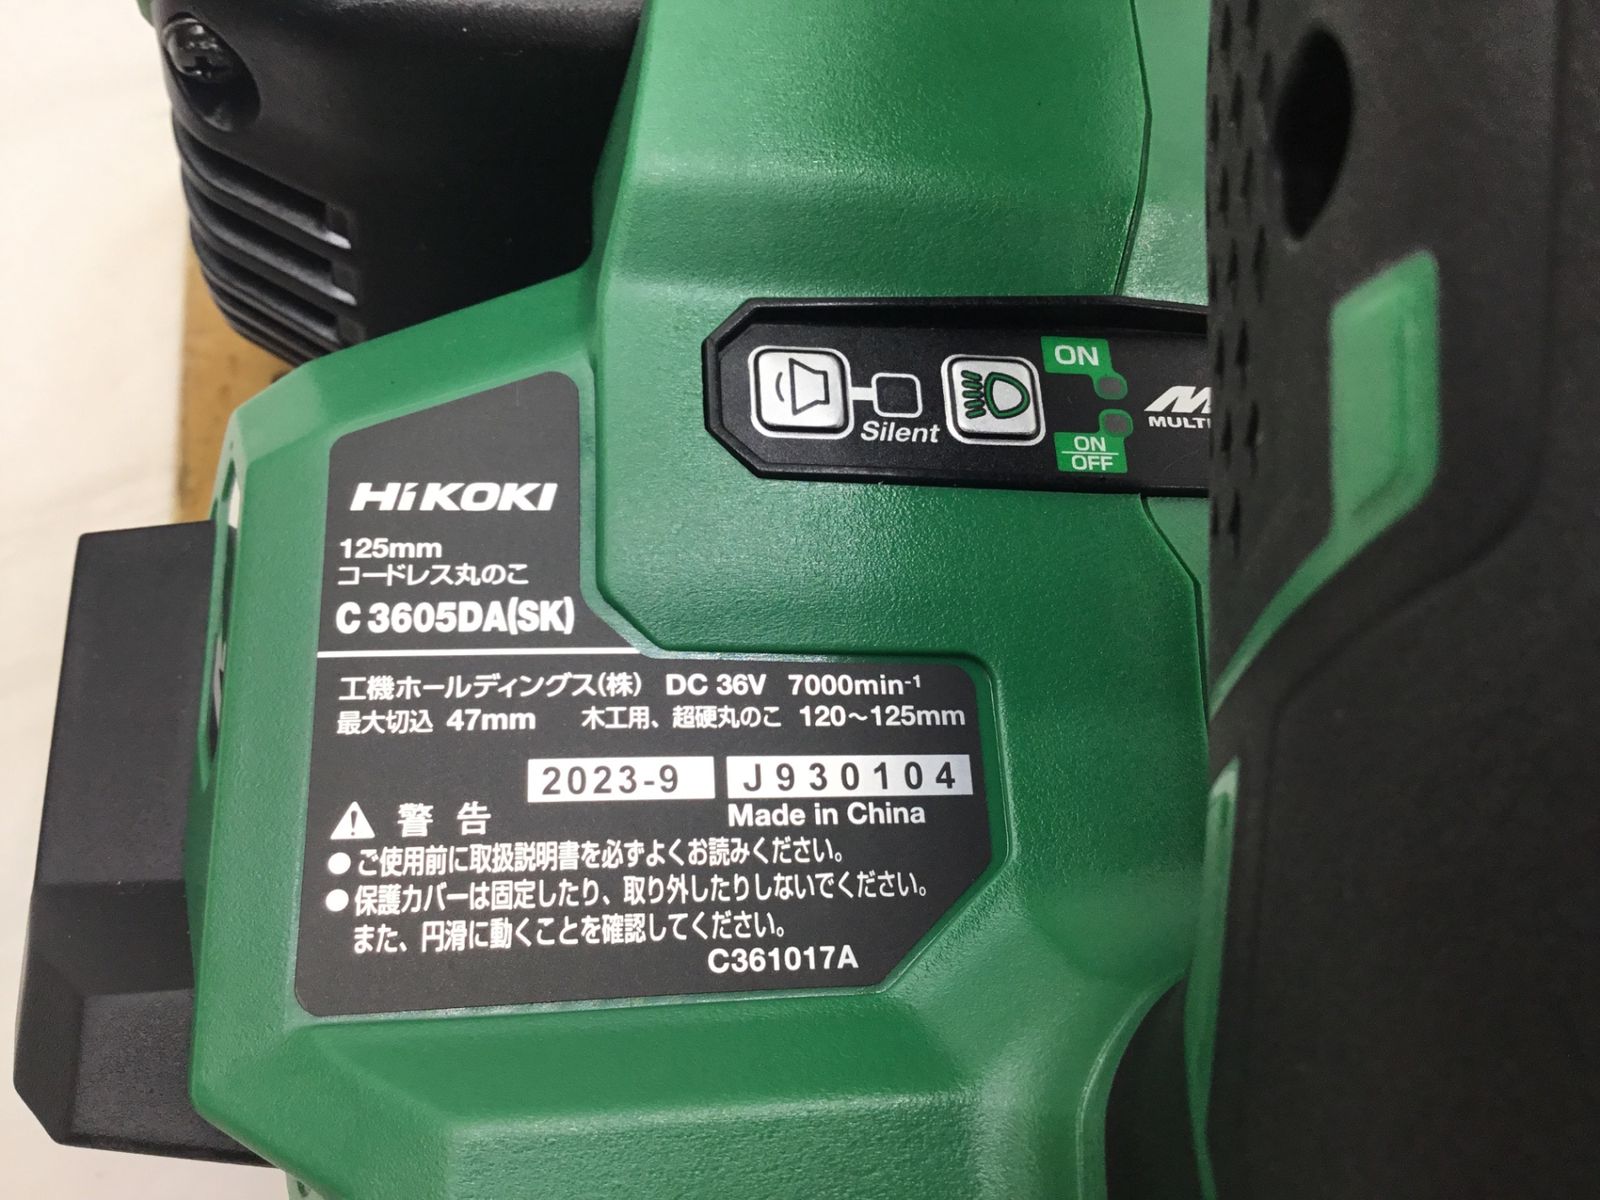 Silent
ON
ON
OFF
HiKOKI
125mm
コードレス丸のこ
C 3605DA(SK)
工機ホールディングス(株) DC 36V 7000min-1
最大切込 47mm 木工用、超硬丸のこ 120～125mm
2023-9 J930104
Made in China
警告
●ご使用前に取扱説明書を必ずよくお読みください。
●保護カバーは固定したり、取り外したりしないでください。
また、円滑に動くことを確認してください。
C361017A